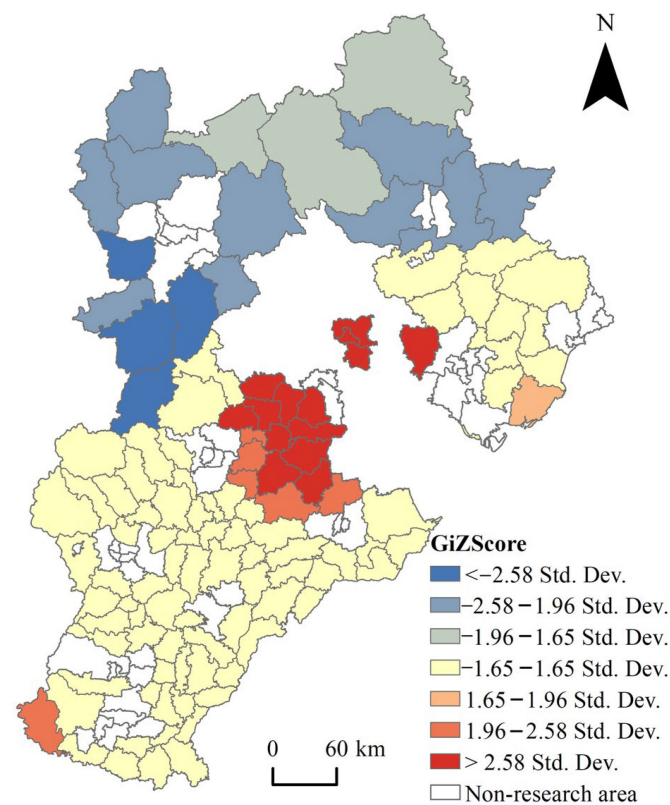 N
GiZScore
<−2.58 Std. Dev.
−2.58−1.96 Std. Dev.
−1.96−1.65 Std. Dev.
−1.65−1.65 Std. Dev.
1.65−1.96 Std. Dev.
1.96−2.58 Std. Dev.
> 2.58 Std. Dev.
Non-research area
0 60 km